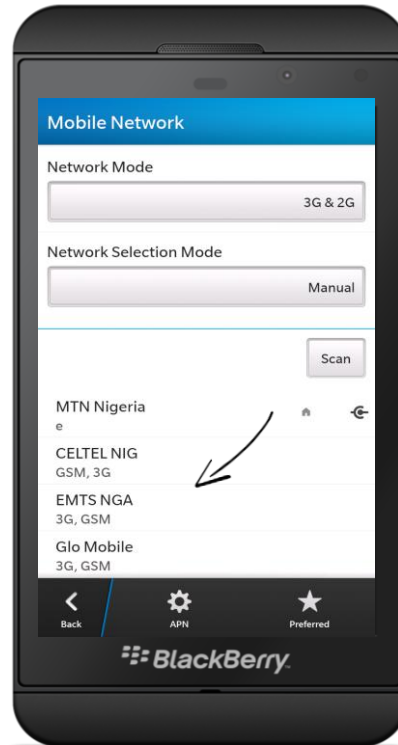 Mobile Network
Network Mode
3G & 2G
Network Selection Mode
Manual
Scan
MTN Nigeria
e
CELTEL NIG
GSM, 3G
EMTS NGA
3G, GSM
Glo Mobile
3G, GSM
Back APN Preferred
BlackBerry